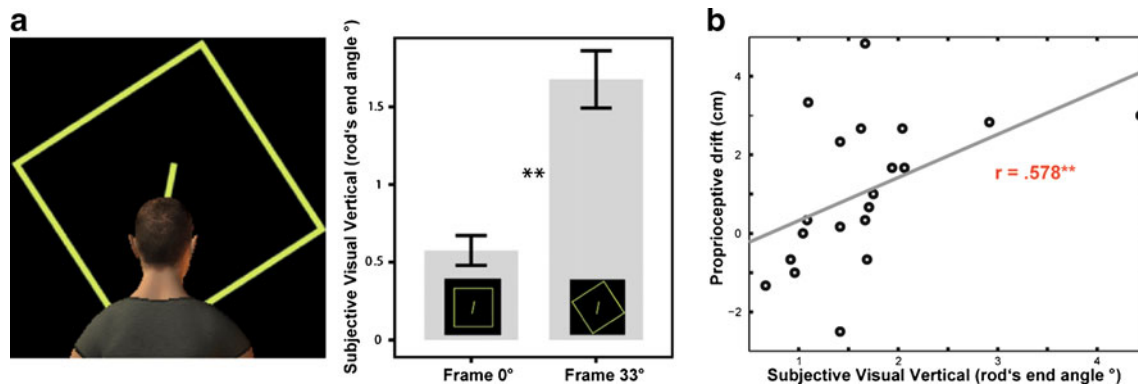 a
Subjective Visual Vertical (rod's end angle °)
1.5
1
0.5
0
**
Frame 0°
Frame 33°
b
Proprioceptive drift (cm)
4
2
0
−2
r = .578**
1
2
3
4
Subjective Visual Vertical (rod's end angle °)